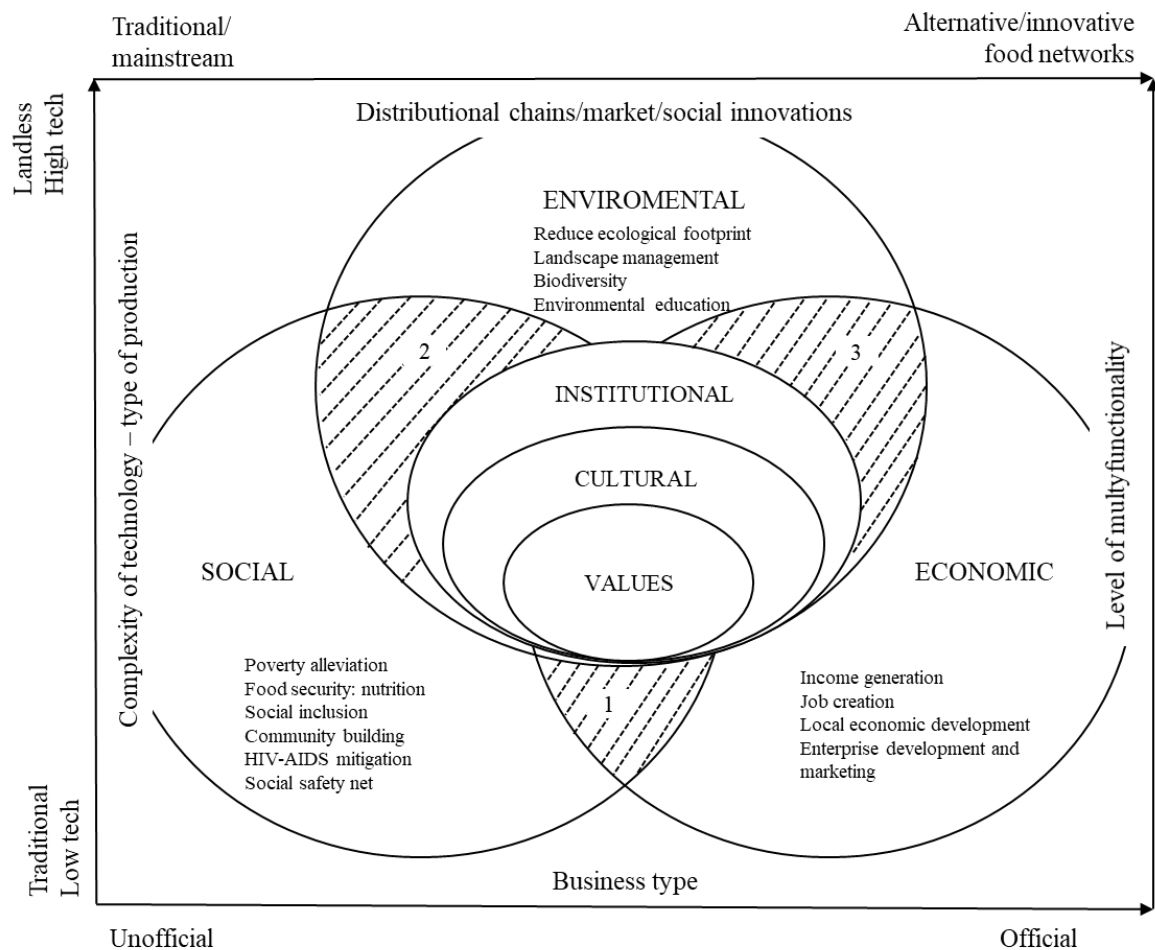 Traditional/
mainstream
Alternative/innovative
food networks
Distributional chains/market/social innovations
Landless
High tech
ENVIROMENTAL
Reduce ecological footprint
Landscape management
Biodiversity
Environmental education
2
3
INSTITUTIONAL
CULTURAL
VALUES
Complexity of technology – type of production
Level of multyfunctionality
SOCIAL
Poverty alleviation
Food security: nutrition
Social inclusion
Community building
HIV-AIDS mitigation
Social safety net
ECONOMIC
Income generation
Job creation
Local economic development
Enterprise development and
marketing
1
Traditional
Low tech
Business type
Unofficial
Official